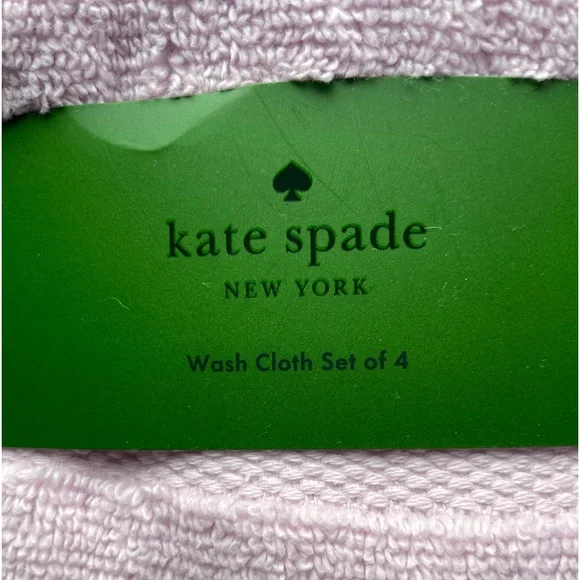 kate spade
NEW YORK
Wash Cloth Set of 4